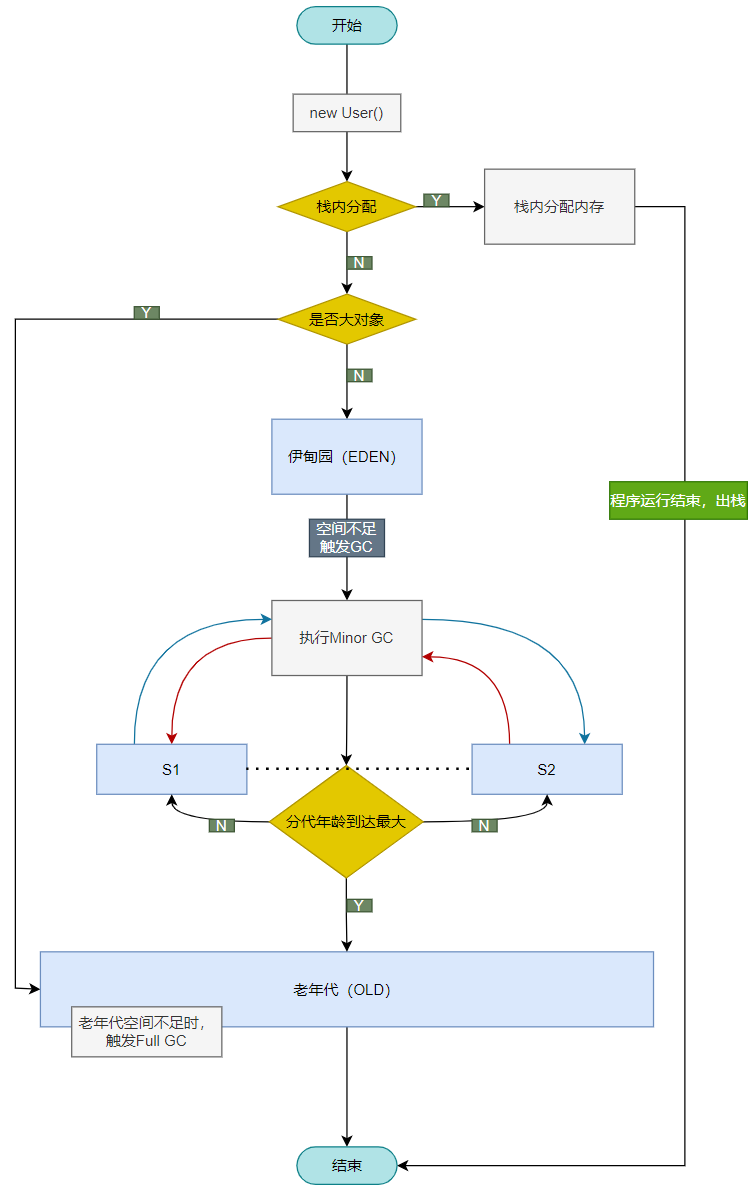 开始
new User()
栈内分配
Y
栈内分配内存
N
Y
是否大对象
N
伊甸园（EDEN）
程序运行结束，出栈
空间不足
触发GC
执行Minor GC
S1
S2
分代年龄到达最大
N
N
Y
老年代（OLD）
老年代空间不足时，
触发Full GC
结束